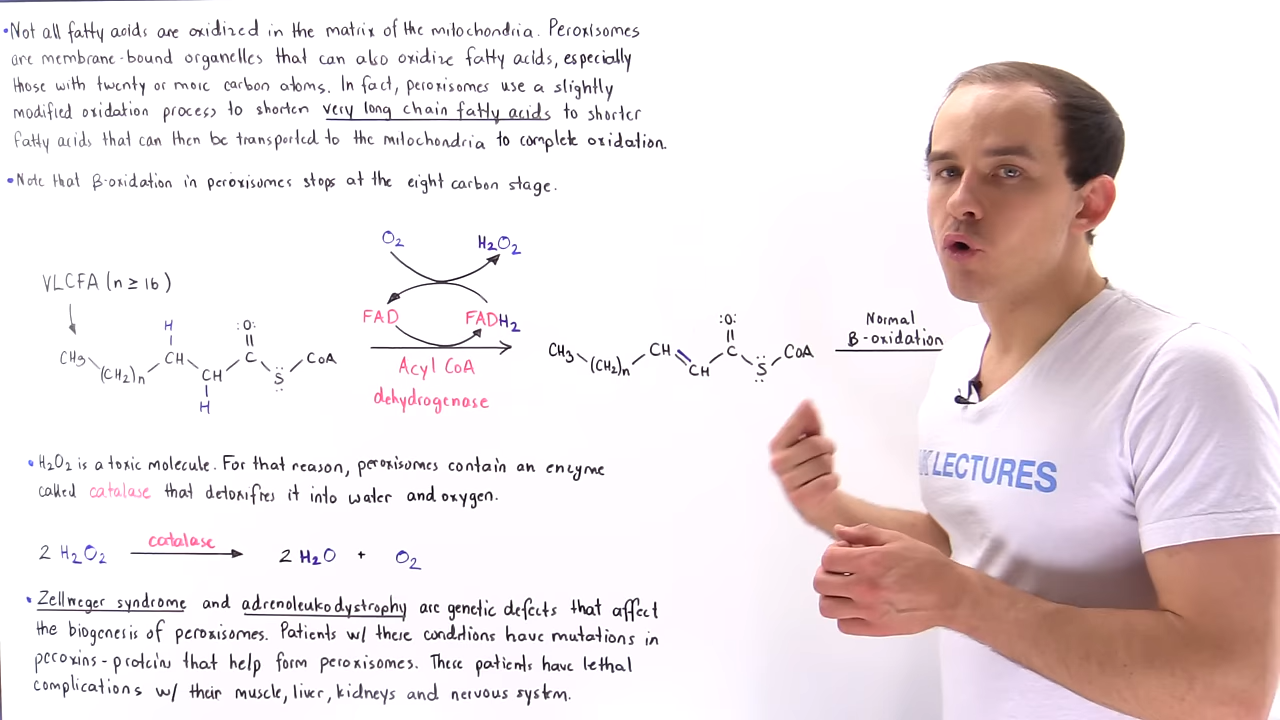 •Not all fatty acids are oxidized in the matrix of the mitochondria. Peroxisomes
are membrane-bound organelles that can also oxidize fatty acids, especially
those with twenty or more carbon atoms. In fact, peroxisomes use a slightly
modified oxidation process to shorten very long chain fatty acids to shorter
fatty acids that can then be transported to the mitochondria to complete oxidation.
•Note that β-oxidation in peroxisomes stops at the eight carbon stage.
O₂ H₂O₂
VLCFA (n ≥ 16)
FAD FADH₂
H :O: :O: Normal
β-oxidation
CH₃ (CH₂)n CH CH C S CoA
H
Acyl CoA
dehydrogenase
CH₃ (CH₂)n CH CH C S CoA
K LECTURES
•H₂O₂ is a toxic molecule. For that reason, peroxisomes contain an enzyme
called catalase that detoxifies it into water and oxygen.
catalase
2 H₂O₂ 2 H₂O + O₂
•Zellweger syndrome and adrenoleukodystrophy are genetic defects that affect
the biogenesis of peroxisomes. Patients w/ these conditions have mutations in
peroxins - protein that help form peroxisomes. These patients have lethal
complications w/ their muscle, liver, kidneys and nervous system.